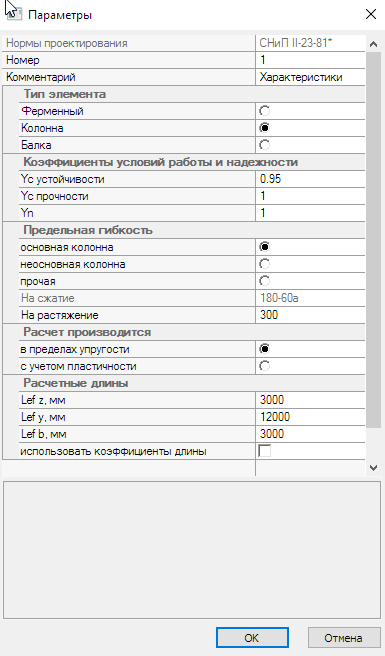 Параметры
Нормы проектирования СНиП II-23-81*
Номер 1
Комментарий Характеристики
Тип элемента
Ферменный
Колонна
Балка
Коэффициенты условий работы и надежности
Yc устойчивости 0.95
Yc прочности 1
Yn 1
Предельная гибкость
основная колонна
неосновная колонна
прочая
На сжатие 180-60a
На растяжение 300
Расчет производится
в пределах упругости
с учетом пластичности
Расчетные длины
Lef z, мм 3000
Lef y, мм 12000
Lef b, мм 3000
использовать коэффициенты длины
OK Отмена